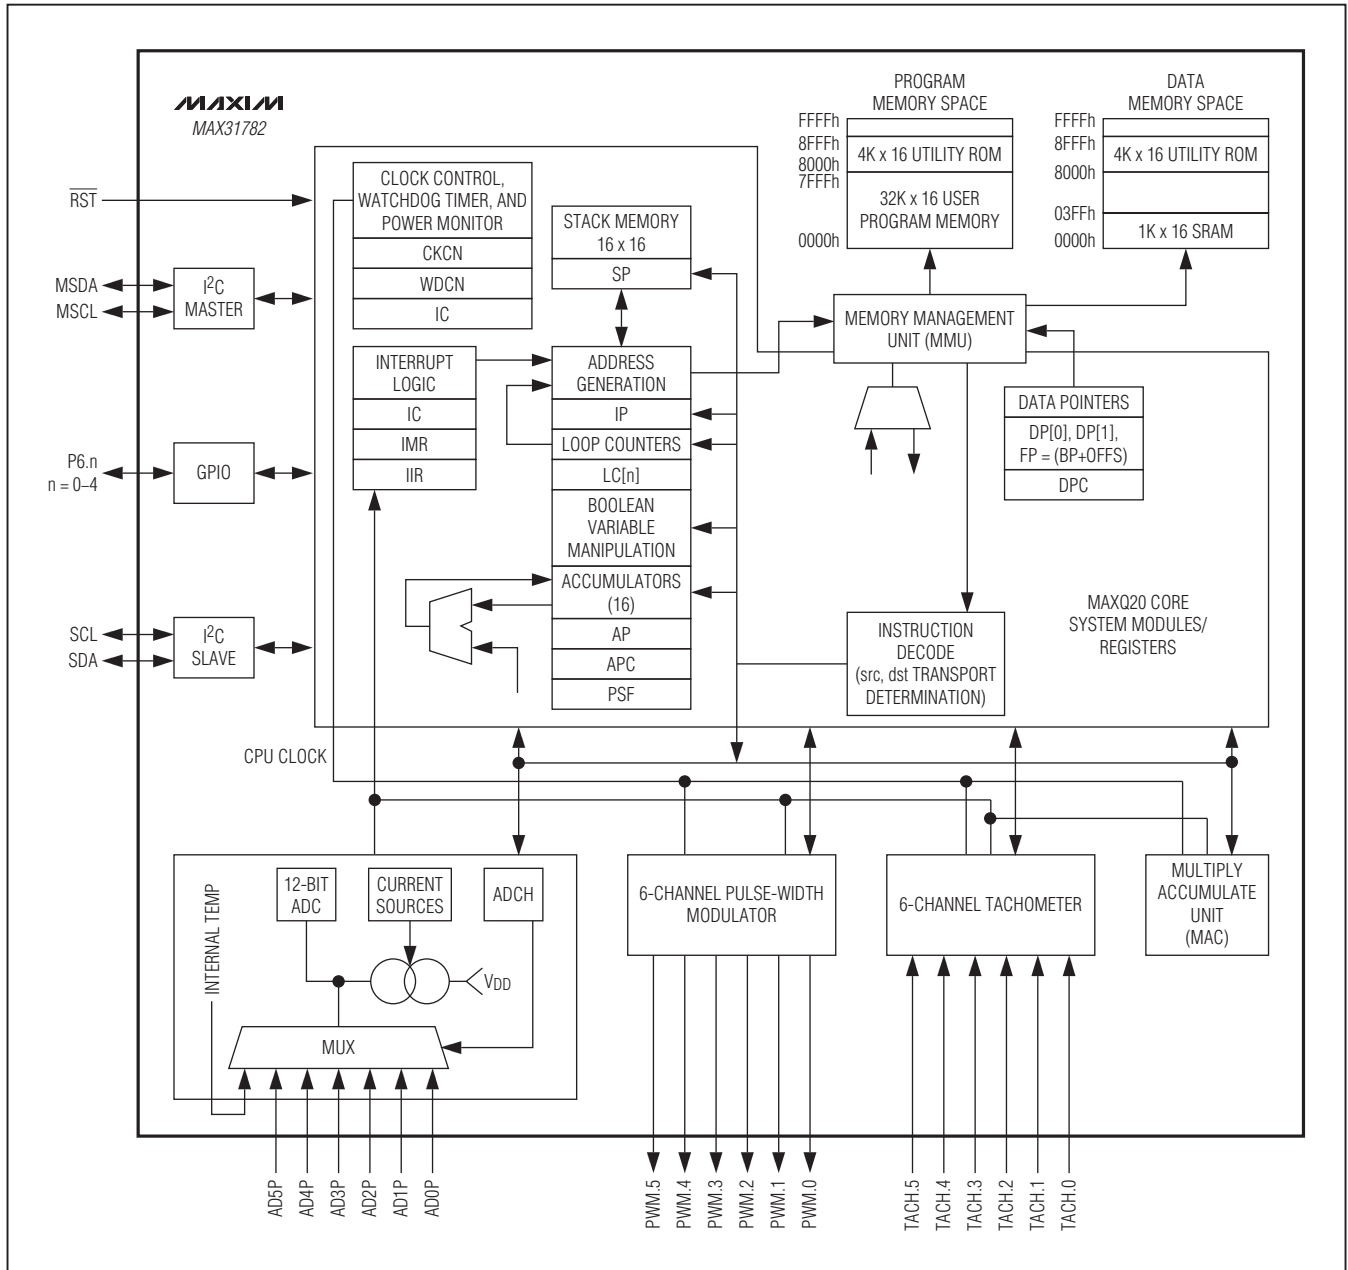 MAXIM
MAX31782
PROGRAM
MEMORY SPACE
FFFFh
8FFFh
8000h
7FFFh
0000h
4K x 16 UTILITY ROM
32K x 16 USER
PROGRAM MEMORY
DATA
MEMORY SPACE
FFFFh
8FFFh
8000h
03FFh
0000h
4K x 16 UTILITY ROM
1K x 16 SRAM
RST
MSDA
MSCL
I2C
MASTER
P6.n
n = 0–4
GPIO
SCL
SDA
I2C
SLAVE
CLOCK CONTROL,
WATCHDOG TIMER, AND
POWER MONITOR
CKCN
WDCN
IC
INTERRUPT
LOGIC
IC
IMR
IIR
STACK MEMORY
16 x 16
SP
ADDRESS
GENERATION
IP
LOOP COUNTERS
LC[n]
BOOLEAN
VARIABLE
MANIPULATION
ACCUMULATORS
(16)
AP
APC
PSF
MEMORY MANAGEMENT
UNIT (MMU)
DATA POINTERS
DP[0], DP[1],
FP = (BP+OFFS)
DPC
INSTRUCTION
DECODE
(src, dst TRANSPORT
DETERMINATION)
MAXQ20 CORE
SYSTEM MODULES/
REGISTERS
CPU CLOCK
INTERNAL TEMP
12-BIT
ADC
CURRENT
SOURCES
ADCH
VDD
MUX
AD5P
AD4P
AD3P
AD2P
AD1P
AD0P
6-CHANNEL PULSE-WIDTH
MODULATOR
PWM.5
PWM.4
PWM.3
PWM.2
PWM.1
PWM.0
6-CHANNEL TACHOMETER
TACH.5
TACH.4
TACH.3
TACH.2
TACH.1
TACH.0
MULTIPLY
ACCUMULATE
UNIT
(MAC)